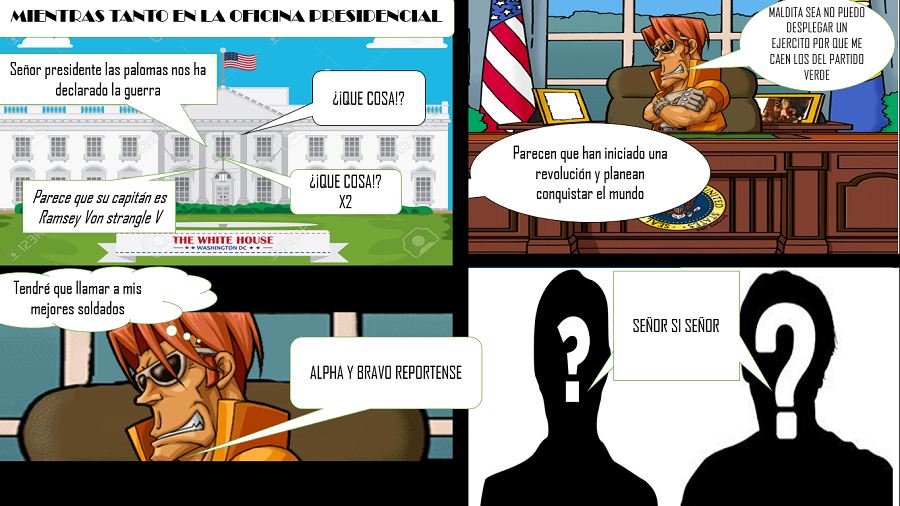 MIENTRAS TANTO EN LA OFICINA PRESIDENCIAL
Señor presidente las palomas nos ha
declarado la guerra
¿¡QUE COSA!?
¿¡QUE COSA!?
X2
Parece que su capitán es
Ramsey Von strangle V
THE WHITE HOUSE
WASHINGTON DC
MALDITA SEA NO PUEDO
DESPLEGAR UN
EJERCITO POR QUE ME
CAEN LOS DEL PARTIDO
VERDE
Parecen que han iniciado una
revolución y planean
conquistar el mundo
Tendré que llamar a mis
mejores soldados
ALPHA Y BRAVO REPORTENSE
SEÑOR SI SEÑOR
?
?